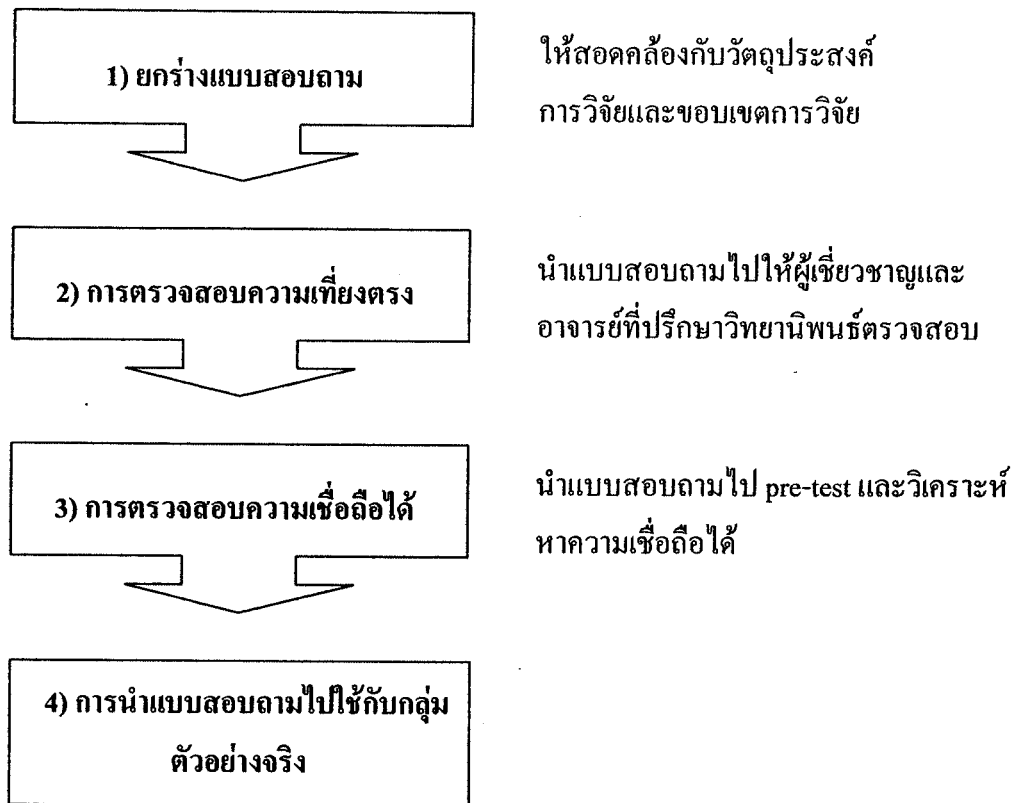 1) ยกร่างแบบสอบถาม
ให้สอดคล้องกับวัตถุประสงค์
การวิจัยและขอบเขตการวิจัย
2) การตรวจสอบความเที่ยงตรง
นำแบบสอบถามไปให้ผู้เชี่ยวชาญและ
อาจารย์ที่ปรึกษาวิทยานิพนธ์ตรวจสอบ
3) การตรวจสอบความเชื่อถือได้
นำแบบสอบถามไป pre-test และวิเคราะห์
หาความเชื่อถือได้
4) การนำแบบสอบถามไปใช้กับกลุ่ม
ตัวอย่างจริง